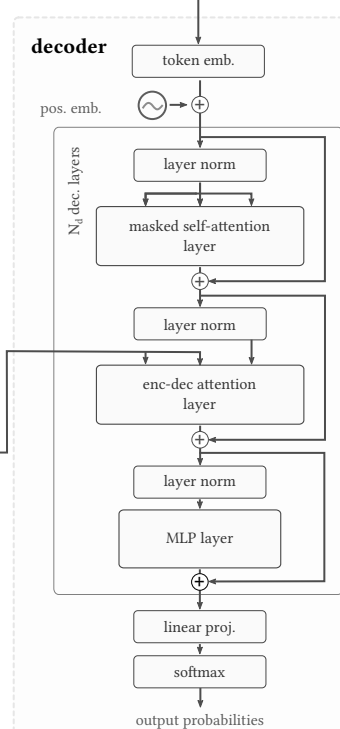 decoder
token emb.
pos. emb.
N_d dec. layers
layer norm
masked self-attention
layer
layer norm
enc-dec attention
layer
layer norm
MLP layer
linear proj.
softmax
output probabilities